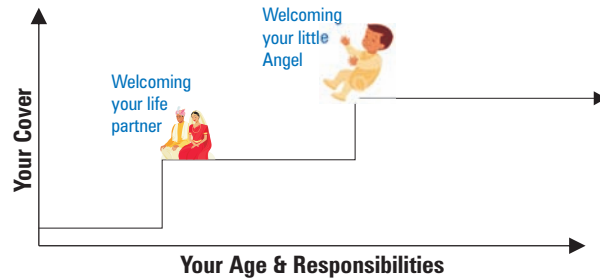 Welcoming
your little
Angel
Welcoming
your life
partner
Your Cover
Your Age & Responsibilities